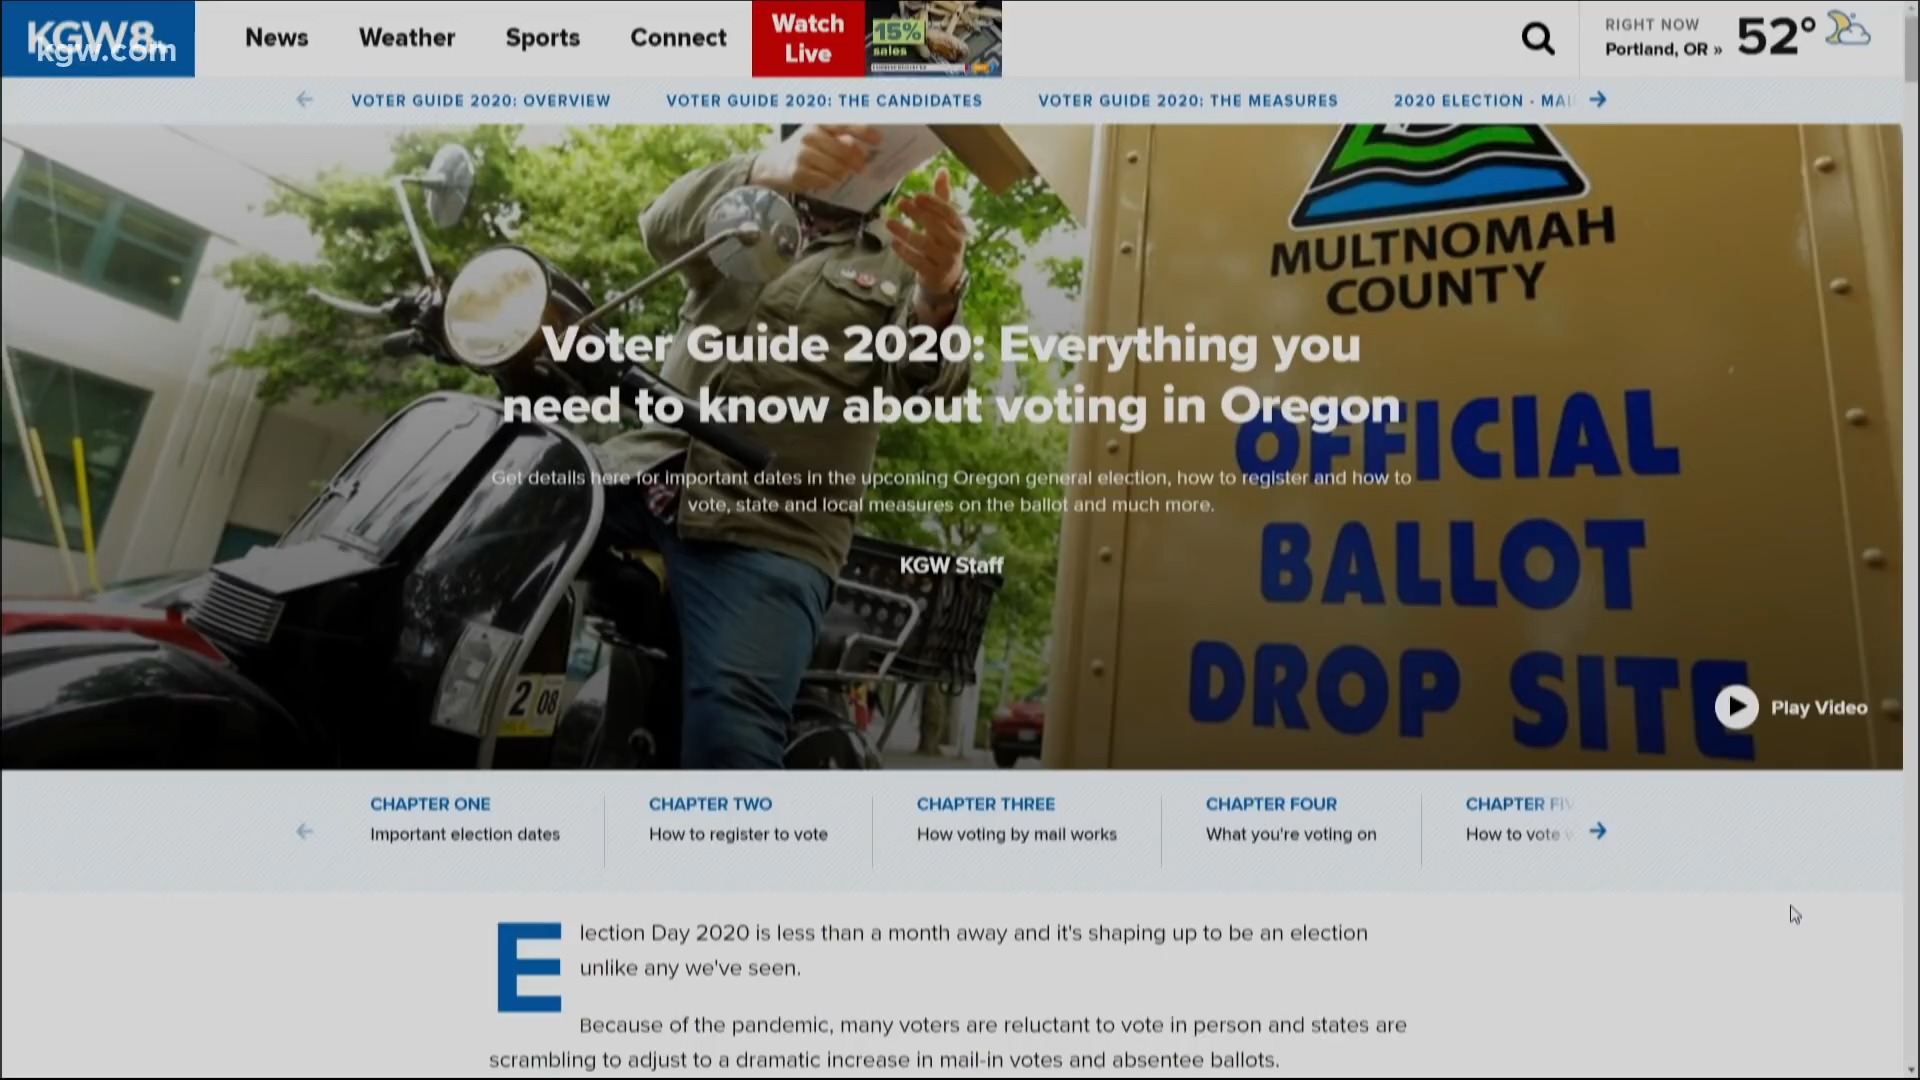 KGW8
kgw.com
News
Weather
Sports
Connect
Watch
Live
15%
sales
RIGHT NOW
Portland, OR »
52°
VOTER GUIDE 2020: OVERVIEW
VOTER GUIDE 2020: THE CANDIDATES
VOTER GUIDE 2020: THE MEASURES
2020 ELECTION - MAI
MULTNOMAH
COUNTY
OFFICIAL
BALLOT
DROP SITE
Voter Guide 2020: Everything you
need to know about voting in Oregon
Get details here for important dates in the upcoming Oregon general election, how to register and how to
vote, state and local measures on the ballot and much more.
KGW Staff
2 08
Play Video
CHAPTER ONE
Important election dates
CHAPTER TWO
How to register to vote
CHAPTER THREE
How voting by mail works
CHAPTER FOUR
What you're voting on
CHAPTER FIV
How to vote
Election Day 2020 is less than a month away and it's shaping up to be an election
unlike any we've seen.
Because of the pandemic, many voters are reluctant to vote in person and states are
scrambling to adjust to a dramatic increase in mail-in votes and absentee ballots.